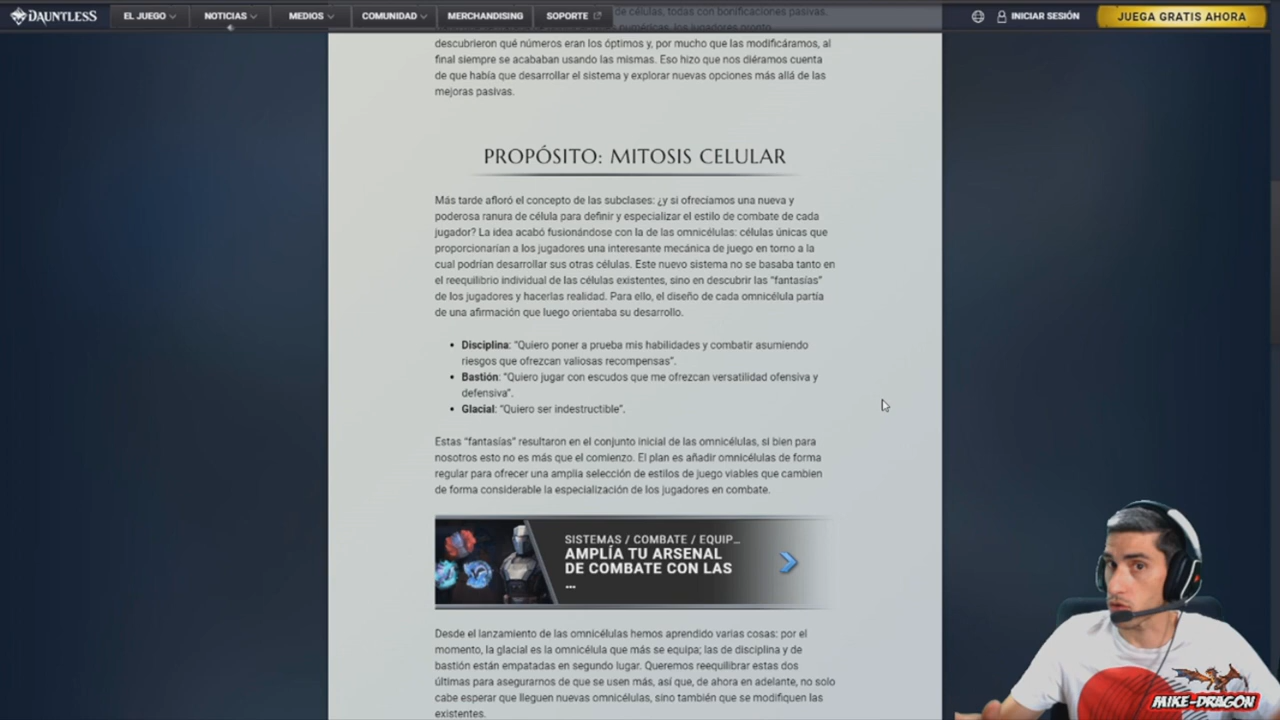 DAUNTLESS
EL JUEGO
NOTICIAS
MEDIOS
COMUNIDAD
MERCHANDISING
SOPORTE
INICIAR SESIÓN
JUEGA GRATIS AHORA
de células, todas con bonificaciones pasivas.
descubrieron qué números eran los óptimos y, por mucho que las modificáramos, al
final siempre se acababan usando las mismas. Eso hizo que nos diéramos cuenta
de que había que desarrollar el sistema y explorar nuevas opciones más allá de las
mejoras pasivas.
PROPÓSITO: MITOSIS CELULAR
Más tarde afloró el concepto de las subclases: ¿y si ofrecíamos una nueva y
poderosa ranura de célula para definir y especializar el estilo de combate de cada
jugador? La idea acabó fusionándose con la de las omnicélulas: células únicas que
proporcionarían a los jugadores una interesante mecánica de juego en torno a la
cual podrían desarrollar sus otras células. Este nuevo sistema no se basaba tanto en
el reequilibrio individual de las células existentes, sino en descubrir las “fantasías”
de los jugadores y hacerlas realidad. Para ello, el diseño de cada omnicélula partía
de una afirmación que luego orientaba su desarrollo.
• Disciplina: “Quiero poner a prueba mis habilidades y combatir asumiendo
riesgos que ofrezcan valiosas recompensas”.
• Bastión: “Quiero jugar con escudos que me ofrezcan versatilidad ofensiva y
defensiva”.
• Glacial: “Quiero ser indestructible”.
Estas “fantasías” resultaron en el conjunto inicial de las omnicélulas, si bien para
nosotros esto no es más que el comienzo. El plan es añadir omnicélulas de forma
regular para ofrecer una amplia selección de estilos de juego viables que cambien
de forma considerable la especialización de los jugadores en combate.
SISTEMAS / COMBATE / EQUIP...
AMPLÍA TU ARSENAL
DE COMBATE CON LAS
...
Desde el lanzamiento de las omnicélulas hemos aprendido varias cosas: por el
momento, la glacial es la omnicélula que más se equipa; las de disciplina y de
bastión están empatadas en segundo lugar. Queremos reequilibrar estas dos
últimas para asegurarnos de que se usen más, así que, de ahora en adelante, no solo
cabe esperar que lleguen nuevas omnicélulas, sino también que se modifiquen las
existentes.
MIKE-DRAGON